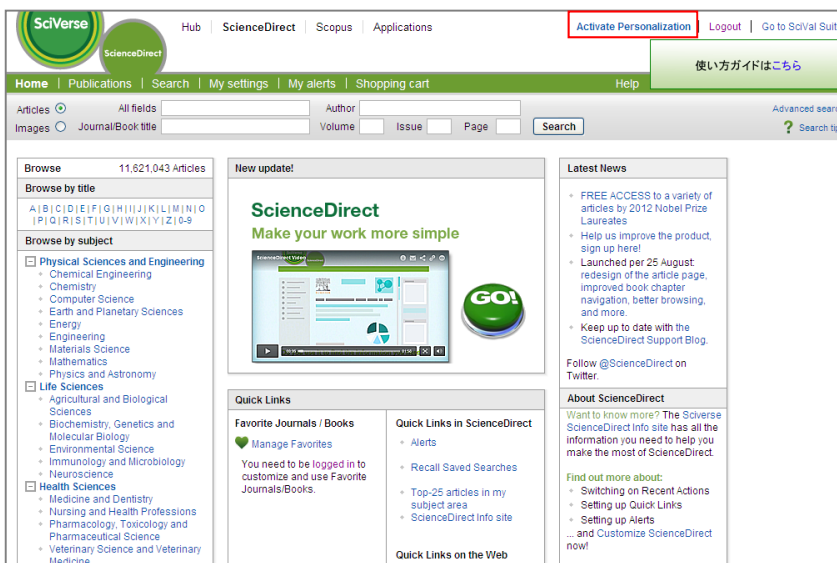 SciVerse
ScienceDirect
Hub | ScienceDirect | Scopus | Applications
Activate Personalization | Logout | Go to SciVal Suit
使い方ガイドはこちら
Home | Publications | Search | My settings | My alerts | Shopping cart
Help
Articles All fields Author
Advanced sear
Images Journal/Book title Volume Issue Page Search
? Search tip
Browse 11,621,043 Articles
Browse by title
A|B|C|D|E|F|G|H|I|J|K|L|M|N|O
|P|Q|R|S|T|U|V|W|X|Y|Z|0-9
Browse by subject
Physical Sciences and Engineering
Chemical Engineering
Chemistry
Computer Science
Earth and Planetary Sciences
Energy
Engineering
Materials Science
Mathematics
Physics and Astronomy
Life Sciences
Agricultural and Biological
Sciences
Biochemistry, Genetics and
Molecular Biology
Environmental Science
Immunology and Microbiology
Neuroscience
Health Sciences
Medicine and Dentistry
Nursing and Health Professions
Pharmacology, Toxicology and
Pharmaceutical Science
Veterinary Science and Veterinary
Medicine
New update!
ScienceDirect
Make your work more simple
ScienceDirect Video
GO!
Quick Links
Favorite Journals / Books
Manage Favorites
You need to be logged in to
customize and use Favorite
Journals/Books.
Quick Links in ScienceDirect
Alerts
Recall Saved Searches
Top-25 articles in my
subject area
ScienceDirect Info site
Quick Links on the Web
Latest News
FREE ACCESS to a variety of
articles by 2012 Nobel Prize
Laureates
Help us improve the product,
sign up here!
Launched per 25 August:
redesign of the article page,
improved book chapter
navigation, better browsing,
and more.
Keep up to date with the
ScienceDirect Support Blog.
Follow @ScienceDirect on
Twitter.
About ScienceDirect
Want to know more? The Sciverse
ScienceDirect Info site has all the
information you need to help you
make the most of ScienceDirect.
Find out more about:
Switching on Recent Actions
Setting up Quick Links
Setting up Alerts
... and Customize ScienceDirect
now!